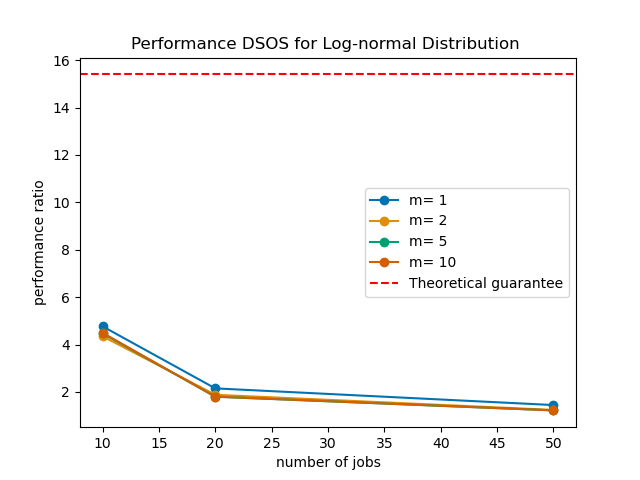 Performance DSOS for Log-normal Distribution
16
14
12
10
8
6
4
2
performance ratio
m= 1
m= 2
m= 5
m= 10
Theoretical guarantee
10 15 20 25 30 35 40 45 50
number of jobs